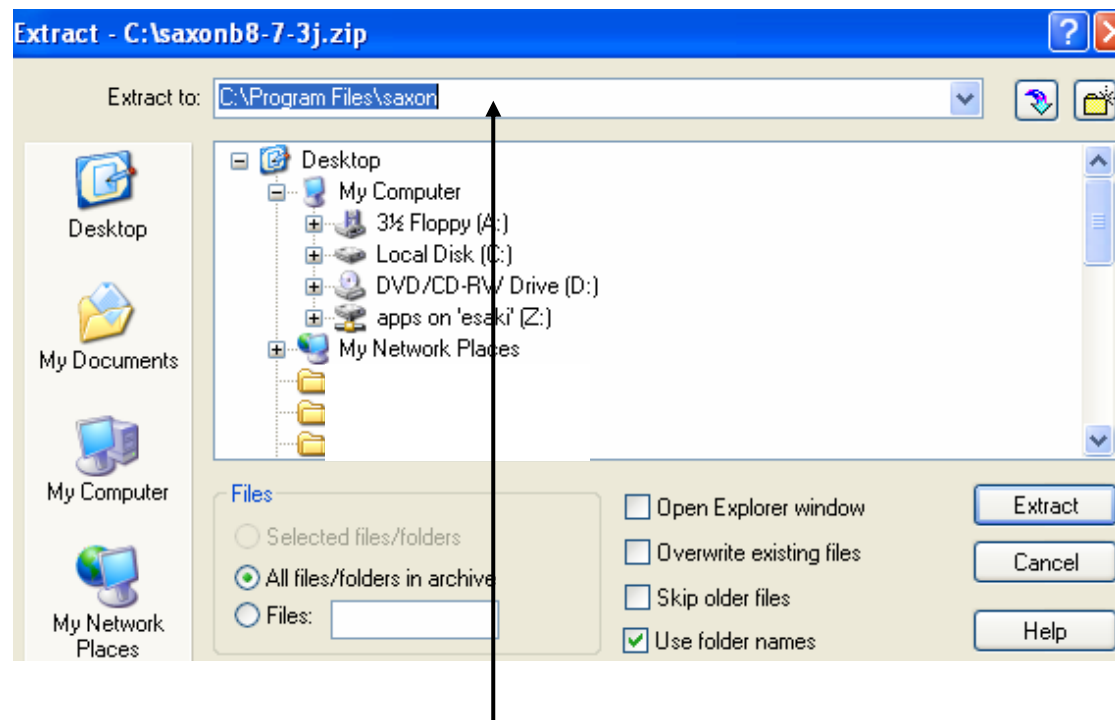 Extract - C:\saxonb8-7-3j.zip
Extract to: C:\Program Files\saxon
Desktop
My Documents
My Computer
My Network
Places
Desktop
My Computer
3½ Floppy (A:)
Local Disk (C:)
DVD/CD-RW Drive (D:)
apps on 'esaki' (Z:)
My Network Places
Files
Selected files/folders
All files/folders in archive
Files:
Open Explorer window
Overwrite existing files
Skip older files
Use folder names
Extract
Cancel
Help